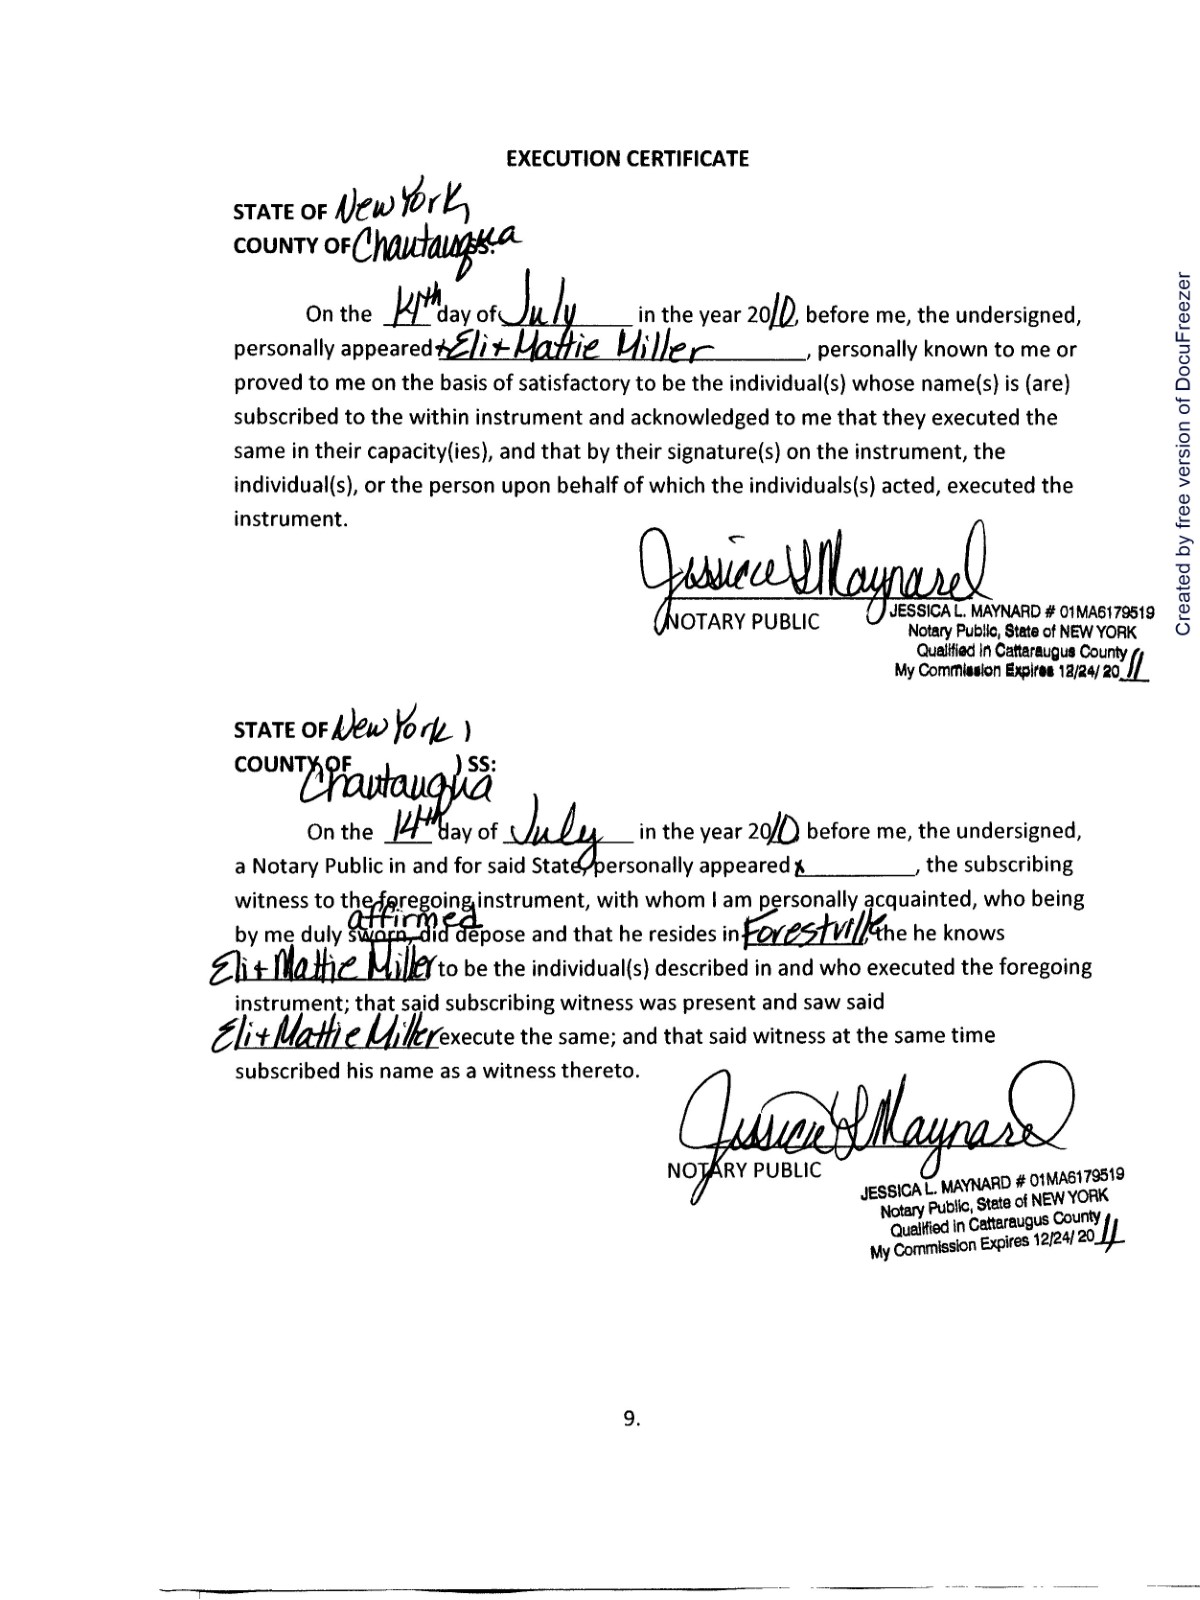 EXECUTION CERTIFICATE
STATE OF New York
COUNTY OF Chautauqua SS:
On the 14th day of July in the year 2010, before me, the undersigned,
personally appeared x Eli + Mattie Miller, personally known to me or
proved to me on the basis of satisfactory to be the individual(s) whose name(s) is (are)
subscribed to the within instrument and acknowledged to me that they executed the
same in their capacity(ies), and that by their signature(s) on the instrument, the
individual(s), or the person upon behalf of which the individuals(s) acted, executed the
instrument.
Jessica L Maynard
NOTARY PUBLIC
JESSICA L. MAYNARD # 01MA6179519
Notary Public, State of NEW YORK
Qualified in Cattaraugus County
My Commission Expires 12/24/ 20 11
STATE OF New York )
COUNTY OF Chautauqua ) SS:
On the 14th day of July in the year 2010 before me, the undersigned,
a Notary Public in and for said State, personally appeared x, the subscribing
witness to the foregoing instrument, with whom I am personally acquainted, who being
affirmed
by me duly sworn, did depose and that he resides in Forestville, the he knows
Eli + Mattie Miller to be the individual(s) described in and who executed the foregoing
instrument; that said subscribing witness was present and saw said
Eli + Mattie Miller execute the same; and that said witness at the same time
subscribed his name as a witness thereto.
Jessica L Maynard
NOTARY PUBLIC
JESSICA L. MAYNARD # 01MA6179519
Notary Public, State of NEW YORK
Qualified in Cattaraugus County
My Commission Expires 12/24/ 20 11
9.
Created by free version of DocuFreezer